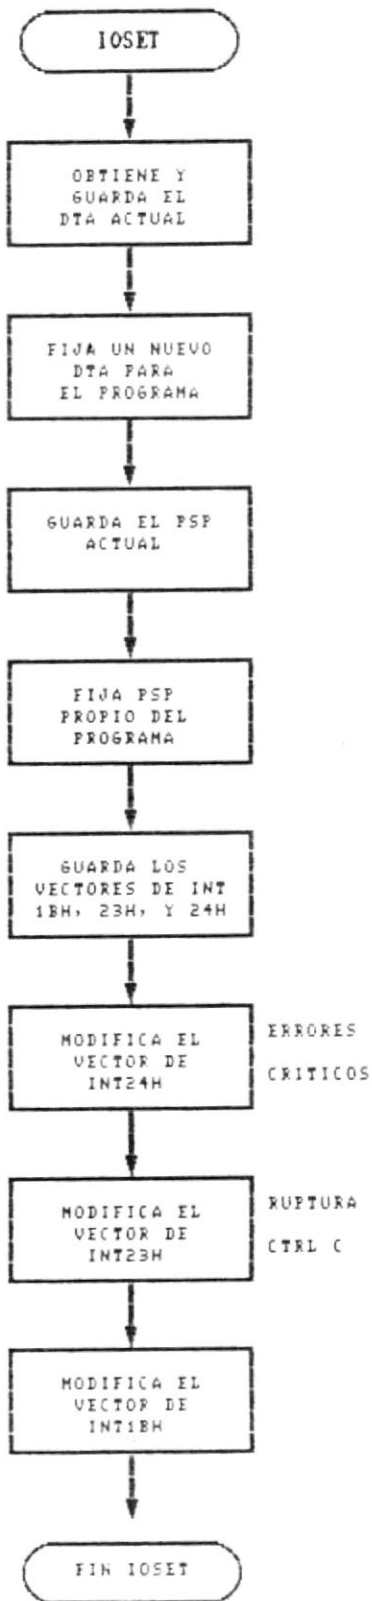 IOSET
OBTIENE Y
GUARDA EL
DTA ACTUAL
FIJA UN NUEVO
DTA PARA
EL PROGRAMA
GUARDA EL PSP
ACTUAL
FIJA PSP
PROPIO DEL
PROGRAMA
GUARDA LOS
VECTORES DE INT
1BH, 23H, Y 24H
MODIFICA EL
VECTOR DE
INT24H
ERRORES
CRITICOS
MODIFICA EL
VECTOR DE
INT23H
RUPTURA
CTRL C
MODIFICA EL
VECTOR DE
INT1BH
FIN IOSET